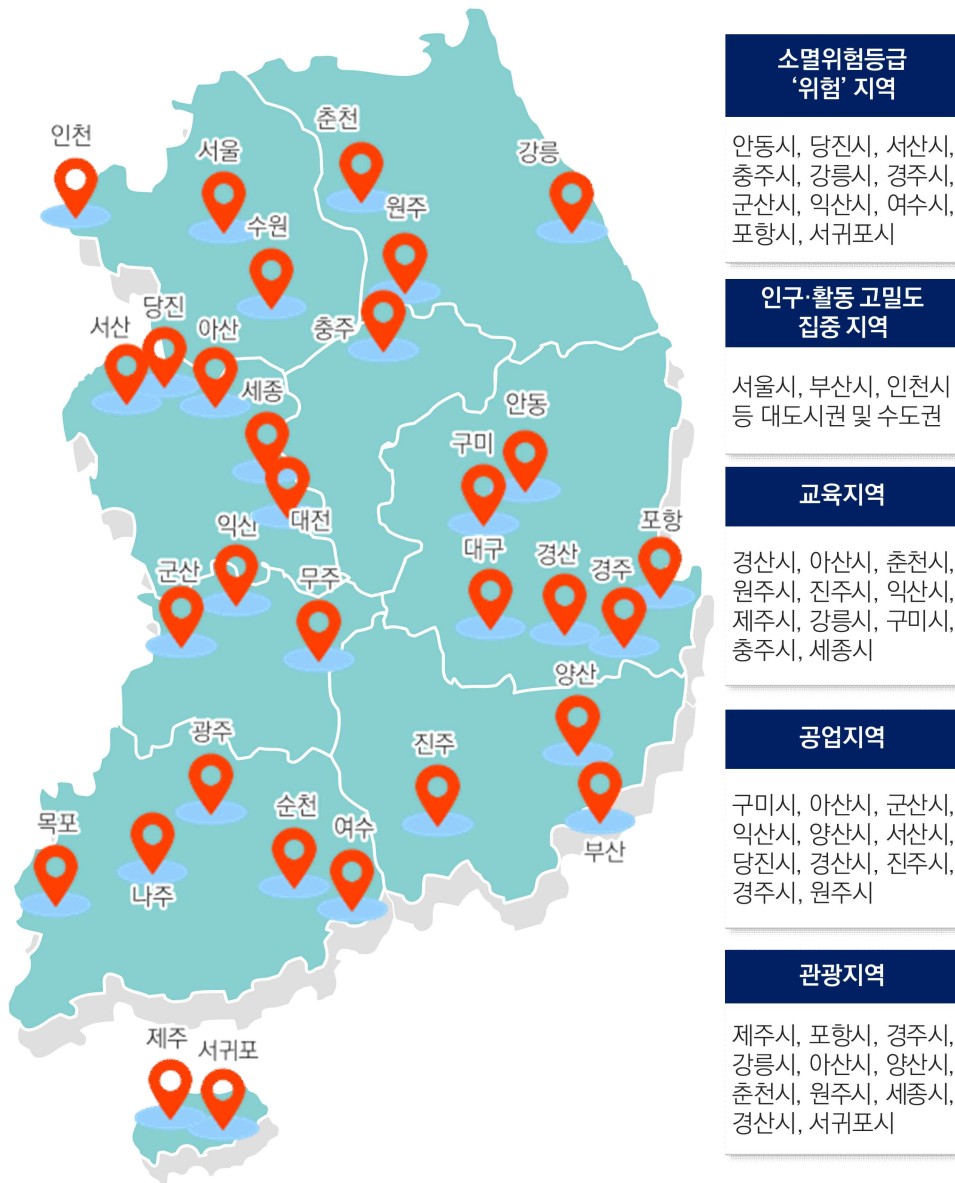 인천
서울
춘천
강릉
수원
원주
서산
당진
아산
충주
세종
안동
구미
대전
익산
군산
무주
대구
경산
경주
포항
양산
광주
진주
목포
나주
순천
여수
부산
제주
서귀포
소멸위험등급
‘위험’ 지역
안동시, 당진시, 서산시,
충주시, 강릉시, 경주시,
군산시, 익산시, 여수시,
포항시, 서귀포시
인구·활동 고밀도
집중 지역
서울시, 부산시, 인천시
등 대도시권 및 수도권
교육지역
경산시, 아산시, 춘천시,
원주시, 진주시, 익산시,
제주시, 강릉시, 구미시,
충주시, 세종시
공업지역
구미시, 아산시, 군산시,
익산시, 양산시, 서산시,
당진시, 경산시, 진주시,
경주시, 원주시
관광지역
제주시, 포항시, 경주시,
강릉시, 아산시, 양산시,
춘천시, 원주시, 세종시,
경산시, 서귀포시